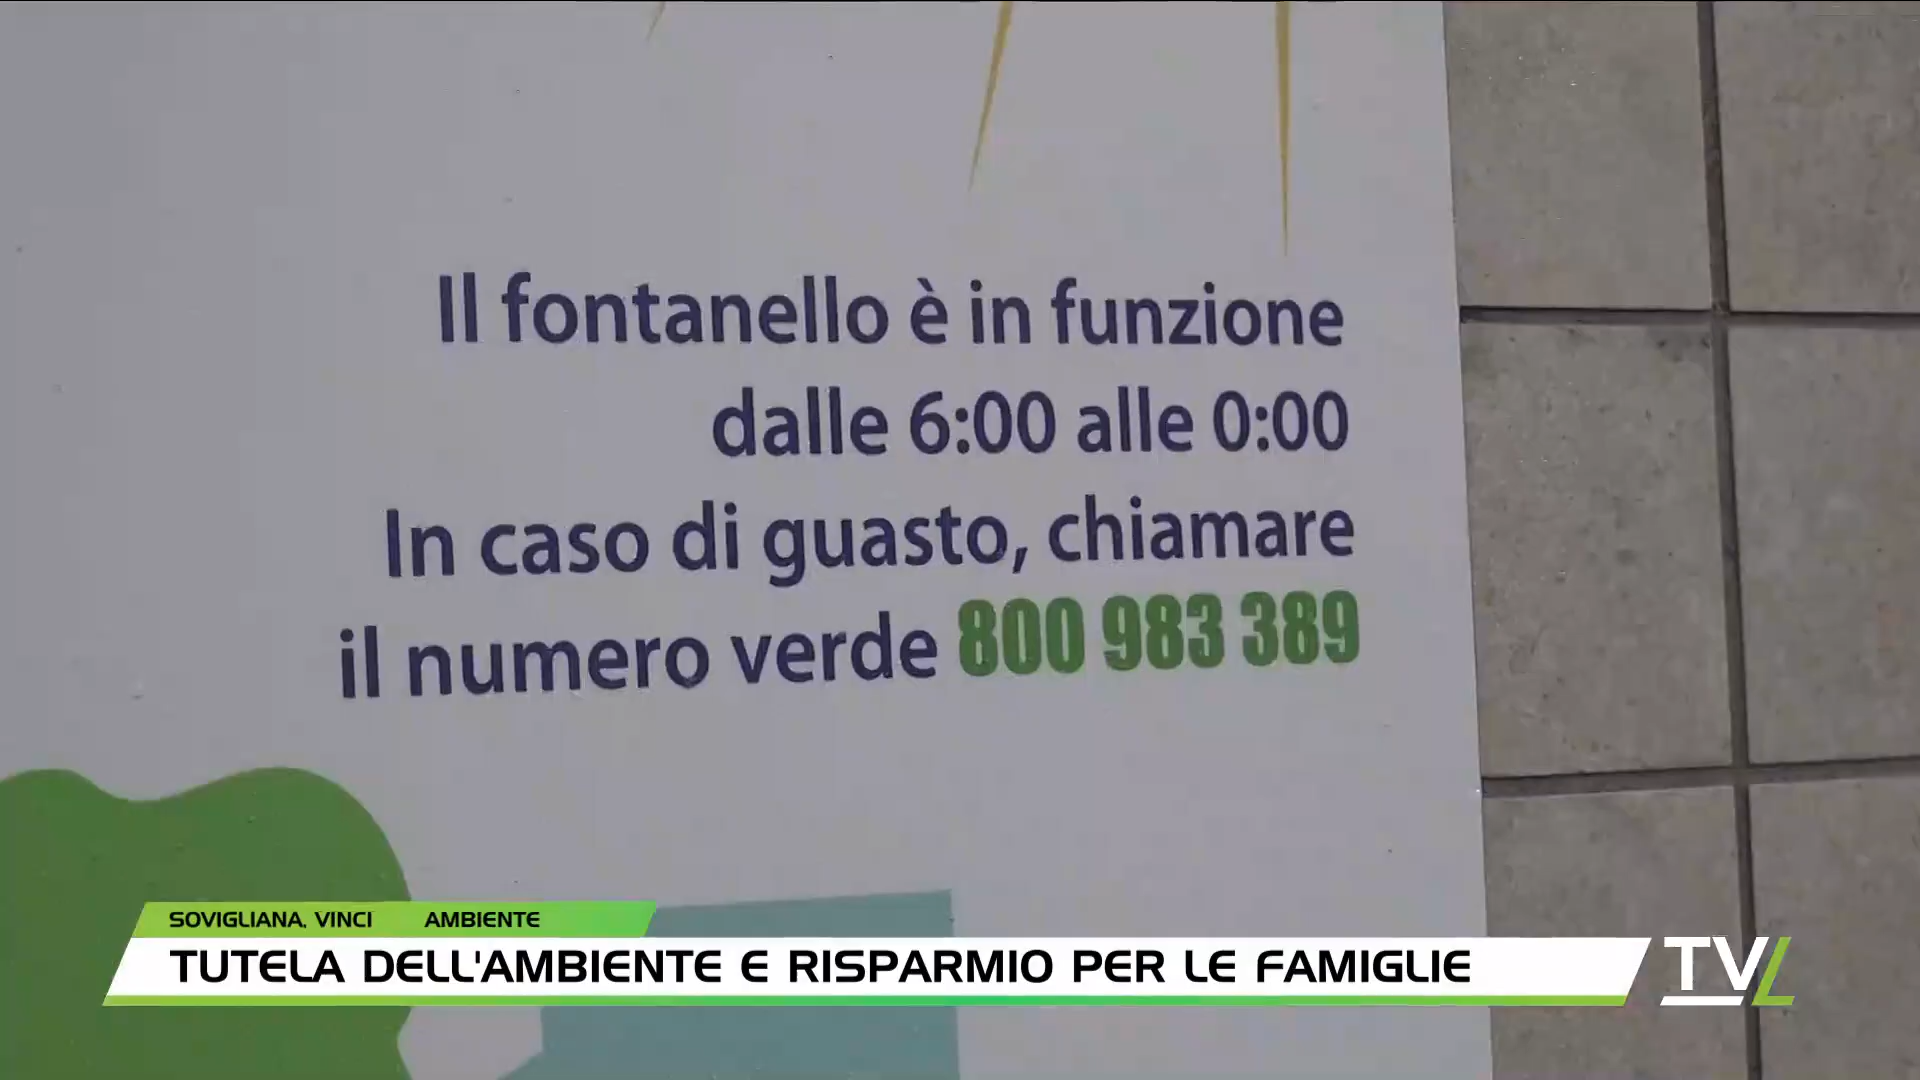 Il fontanello è in funzione
dalle 6:00 alle 0:00
In caso di guasto, chiamare
il numero verde 800 983 389
SOVIGLIANA, VINCI AMBIENTE
TUTELA DELL'AMBIENTE E RISPARMIO PER LE FAMIGLIE
TVL